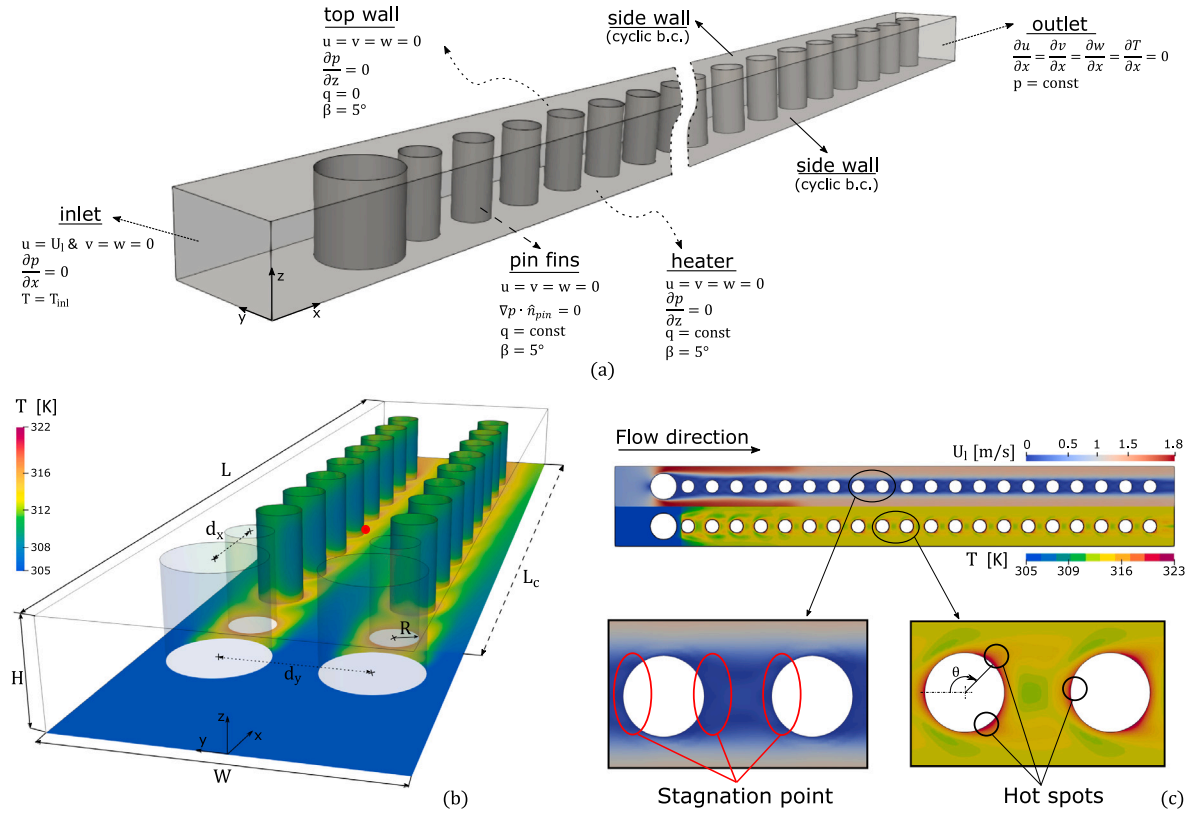 top wall
u = v = w = 0
∂p/∂z = 0
q = 0
β = 5°
side wall
(cyclic b.c.)
outlet
∂u/∂x = ∂v/∂x = ∂w/∂x = ∂T/∂x = 0
p = const
side wall
(cyclic b.c.)
inlet
u = U_l & v = w = 0
∂p/∂x = 0
T = T_inl
z
y
x
pin fins
u = v = w = 0
∇p · n̂_pin = 0
q = const
β = 5°
heater
u = v = w = 0
∂p/∂z = 0
q = const
β = 5°
(a)
T [K]
322
316
313
308
305
L
d_x
L_c
R
d_y
H
z
y
x
W
(b)
Flow direction
U_l [m/s]
0 0.5 1 1.5 1.8
T [K]
305 309 316 323
θ
Stagnation point
Hot spots
(c)